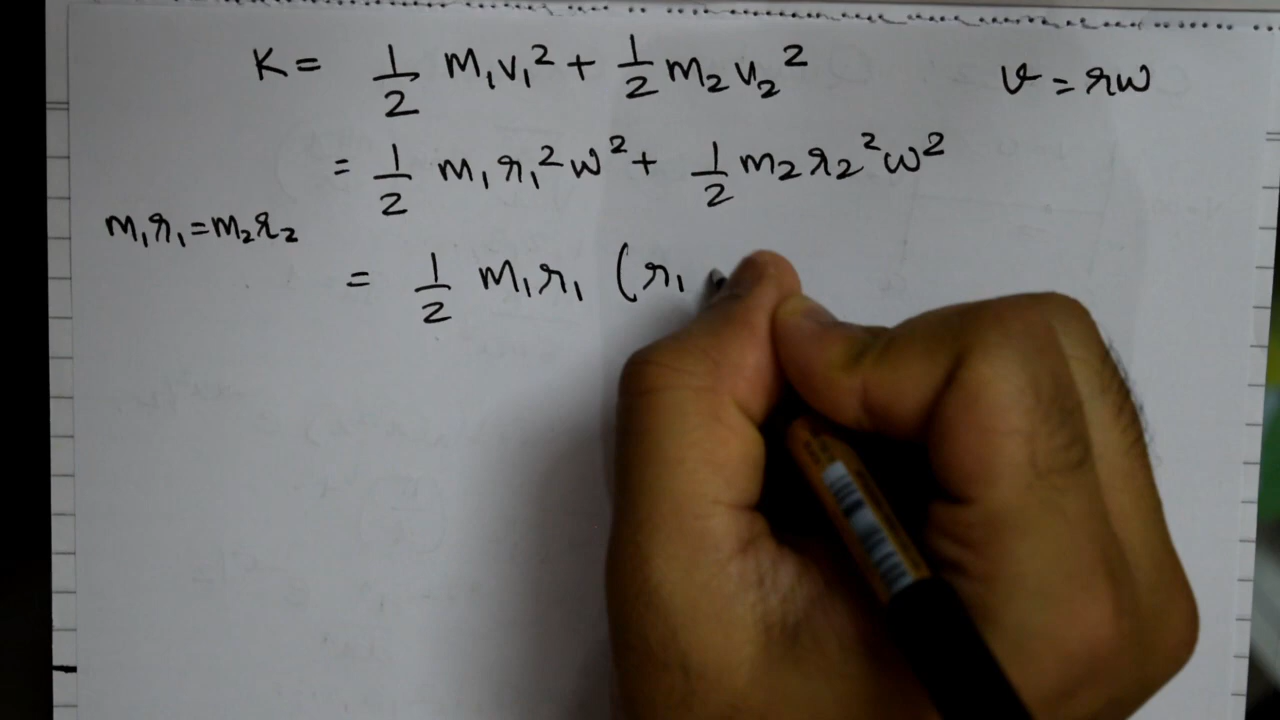 K = 1/2 m₁v₁² + 1/2 m₂v₂² v = rω
= 1/2 m₁r₁²ω² + 1/2 m₂r₂²ω²
m₁r₁ = m₂r₂
= 1/2 m₁r₁ (r₁